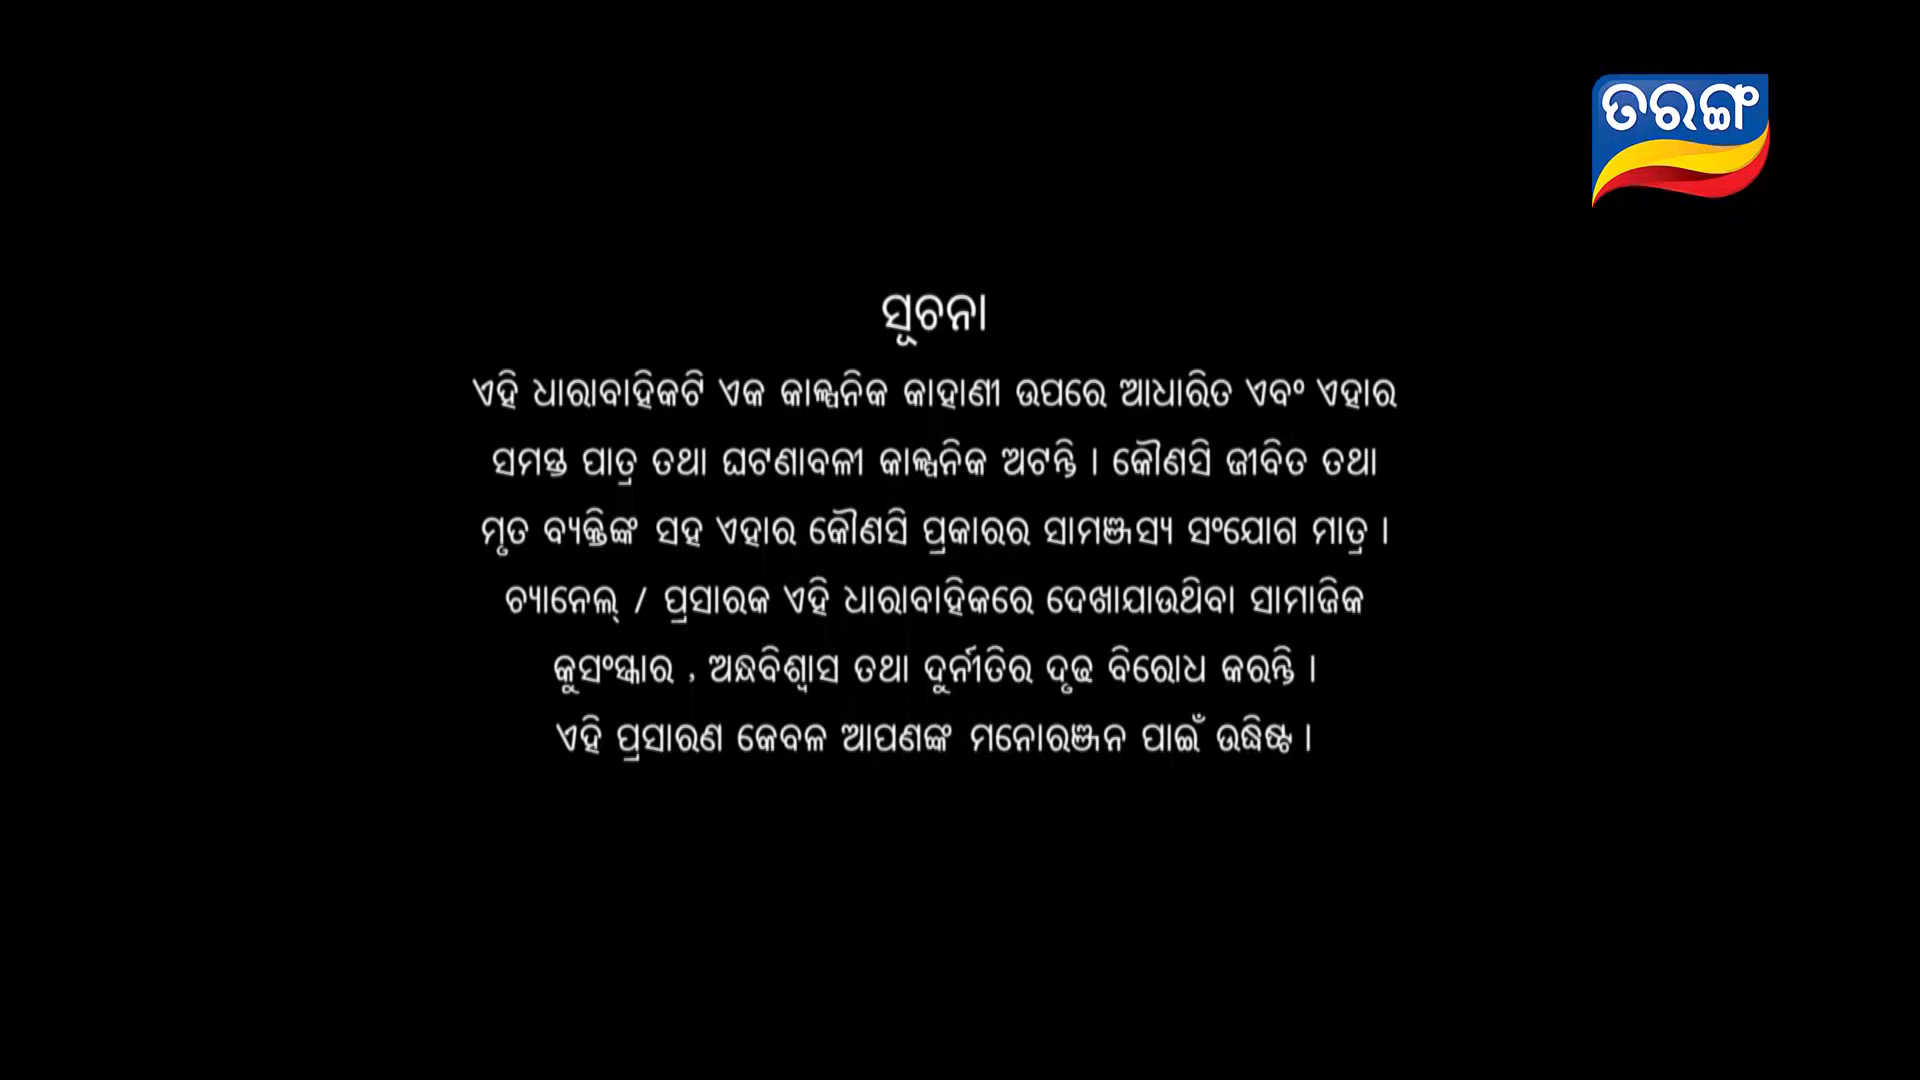 ତରଙ୍ଗ
ସୂଚନା
ଏହି ଧାରାବାହିକଟି ଏକ କାଳ୍ପନିକ କାହାଣୀ ଉପରେ ଆଧାରିତ ଏବଂ ଏହାର
ସମସ୍ତ ପାତ୍ର ତଥା ଘଟଣାବଳୀ କାଳ୍ପନିକ ଅଟନ୍ତି । କୌଣସି ଜୀବିତ ତଥା
ମୃତ ବ୍ୟକ୍ତିଙ୍କ ସହ ଏହାର କୌଣସି ପ୍ରକାରର ସାମଞ୍ଜସ୍ୟ ସଂଯୋଗ ମାତ୍ର ।
ଚ୍ୟାନେଲ୍ / ପ୍ରସାରକ ଏହି ଧାରାବାହିକରେ ଦେଖାଯାଉଥିବା ସାମାଜିକ
କୁସଂସ୍କାର , ଅନ୍ଧବିଶ୍ୱାସ ତଥା ଦୁର୍ନୀତିର ଦୃଢ ବିରୋଧ କରନ୍ତି ।
ଏହି ପ୍ରସାରଣ କେବଳ ଆପଣଙ୍କ ମନୋରଞ୍ଜନ ପାଇଁ ଉଦ୍ଧିଷ୍ଟ ।